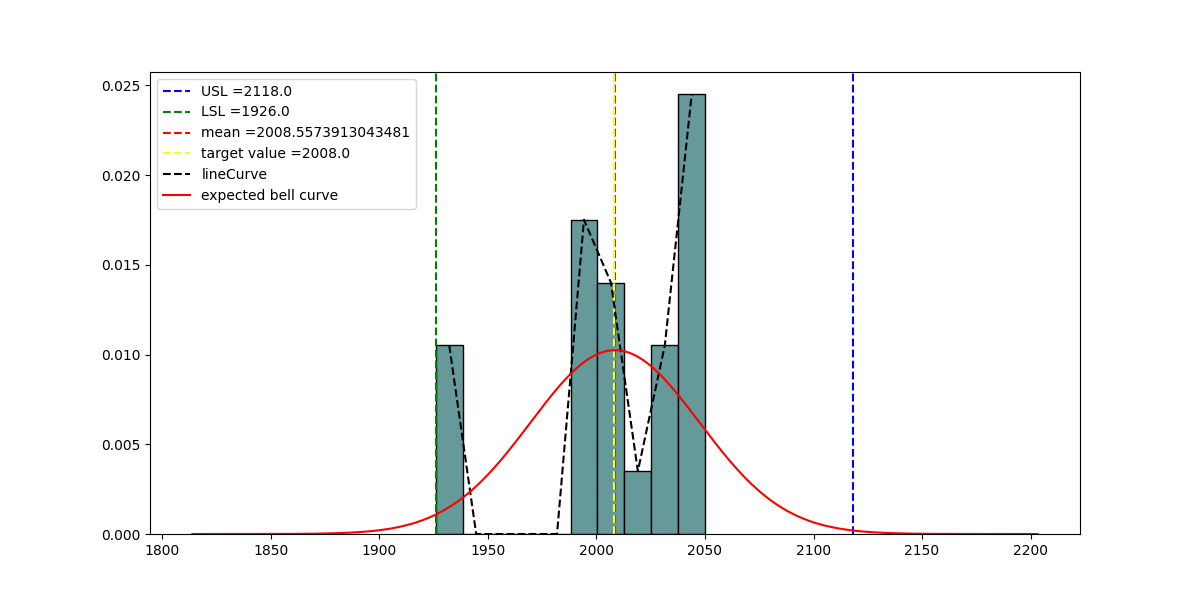 USL =2118.0
LSL =1926.0
mean =2008.5573913043481
target value =2008.0
lineCurve
expected bell curve
0.025
0.020
0.015
0.010
0.005
0.000
1800 1850 1900 1950 2000 2050 2100 2150 2200